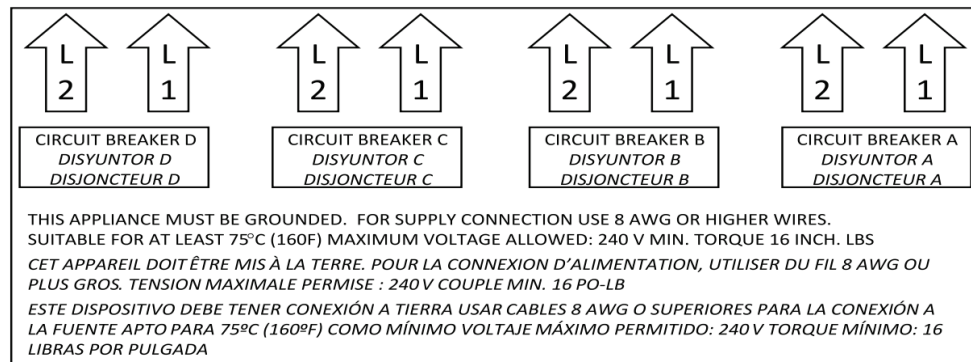 L 2 L 1 L 2 L 1 L 2 L 1 L 2 L 1
CIRCUIT BREAKER D
DISYUNTOR D
DISJONCTEUR D
CIRCUIT BREAKER C
DISYUNTOR C
DISJONCTEUR C
CIRCUIT BREAKER B
DISYUNTOR B
DISJONCTEUR B
CIRCUIT BREAKER A
DISYUNTOR A
DISJONCTEUR A
THIS APPLIANCE MUST BE GROUNDED. FOR SUPPLY CONNECTION USE 8 AWG OR HIGHER WIRES.
SUITABLE FOR AT LEAST 75°C (160F) MAXIMUM VOLTAGE ALLOWED: 240 V MIN. TORQUE 16 INCH. LBS
CET APPAREIL DOIT ÊTRE MIS À LA TERRE. POUR LA CONNEXION D'ALIMENTATION, UTILISER DU FIL 8 AWG OU
PLUS GROS. TENSION MAXIMALE PERMISE : 240 V COUPLE MIN. 16 PO-LB
ESTE DISPOSITIVO DEBE TENER CONEXIÓN A TIERRA USAR CABLES 8 AWG O SUPERIORES PARA LA CONEXIÓN A
LA FUENTE APTO PARA 75ºC (160ºF) COMO MÍNIMO VOLTAJE MÁXIMO PERMITIDO: 240 V TORQUE MÍNIMO: 16
LIBRAS POR PULGADA